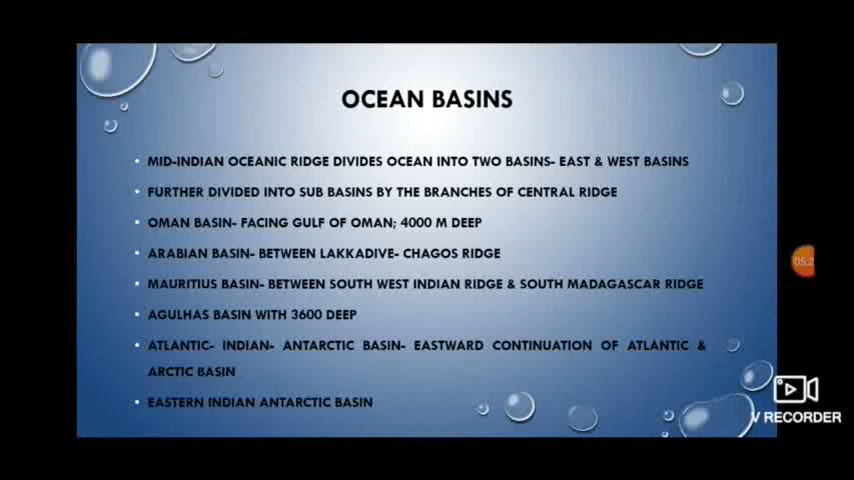 OCEAN BASINS
• MID-INDIAN OCEANIC RIDGE DIVIDES OCEAN INTO TWO BASINS- EAST & WEST BASINS
• FURTHER DIVIDED INTO SUB BASINS BY THE BRANCHES OF CENTRAL RIDGE
• OMAN BASIN- FACING GULF OF OMAN; 4000 M DEEP
• ARABIAN BASIN- BETWEEN LAKKADIVE- CHAGOS RIDGE
• MAURITIUS BASIN- BETWEEN SOUTH WEST INDIAN RIDGE & SOUTH MADAGASCAR RIDGE
• AGULHAS BASIN WITH 3600 DEEP
• ATLANTIC- INDIAN- ANTARCTIC BASIN- EASTWARD CONTINUATION OF ATLANTIC &
ARCTIC BASIN
• EASTERN INDIAN ANTARCTIC BASIN
V RECORDER